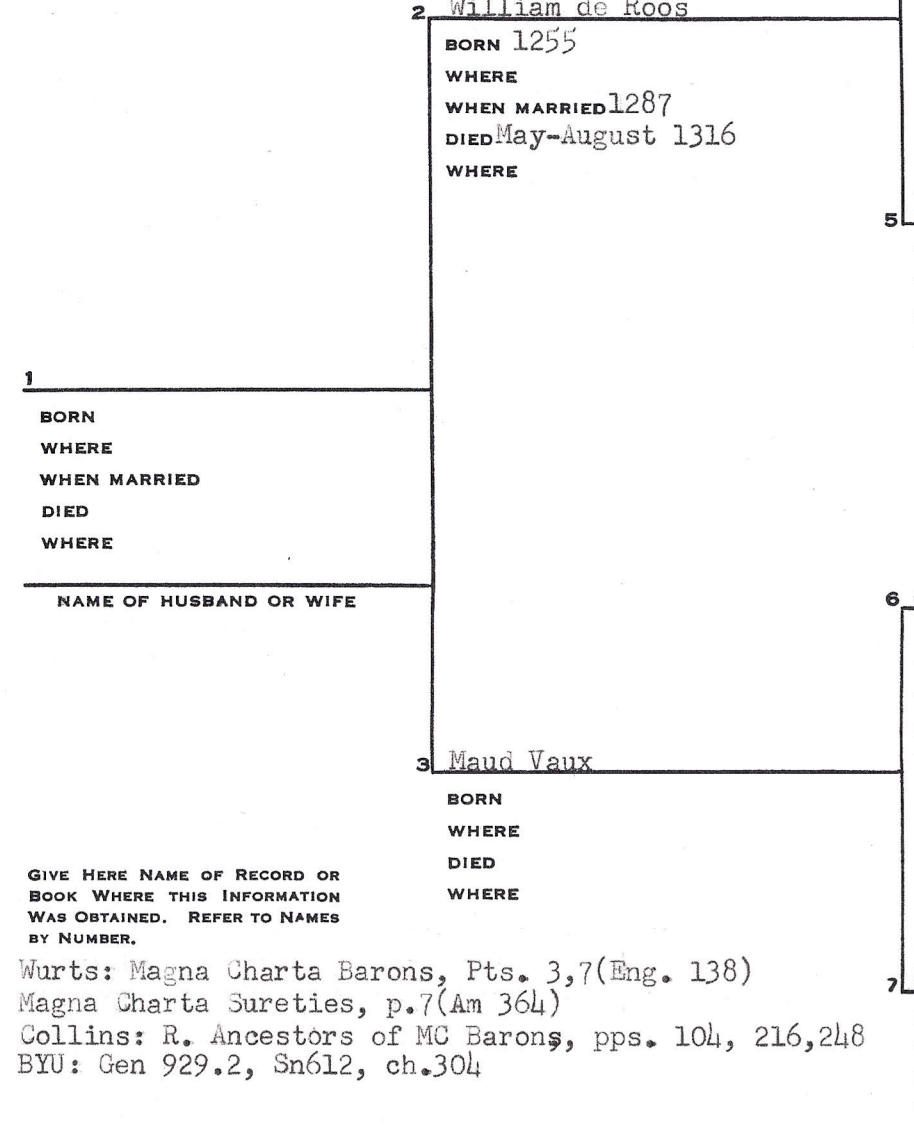 2 William de Roos
BORN 1255
WHERE
WHEN MARRIED 1287
DIED May-August 1316
WHERE
5
1
BORN
WHERE
WHEN MARRIED
DIED
WHERE
NAME OF HUSBAND OR WIFE
6
3 Maud Vaux
BORN
WHERE
DIED
WHERE
GIVE HERE NAME OF RECORD OR
BOOK WHERE THIS INFORMATION
WAS OBTAINED. REFER TO NAMES
BY NUMBER.
7
Wurts: Magna Charta Barons, Pts. 3,7(Eng. 138)
Magna Charta Sureties, p.7(Am 364)
Collins: R. Ancestors of MC Barons, pps. 104, 216,248
BYU: Gen 929.2, Sn612, ch.304